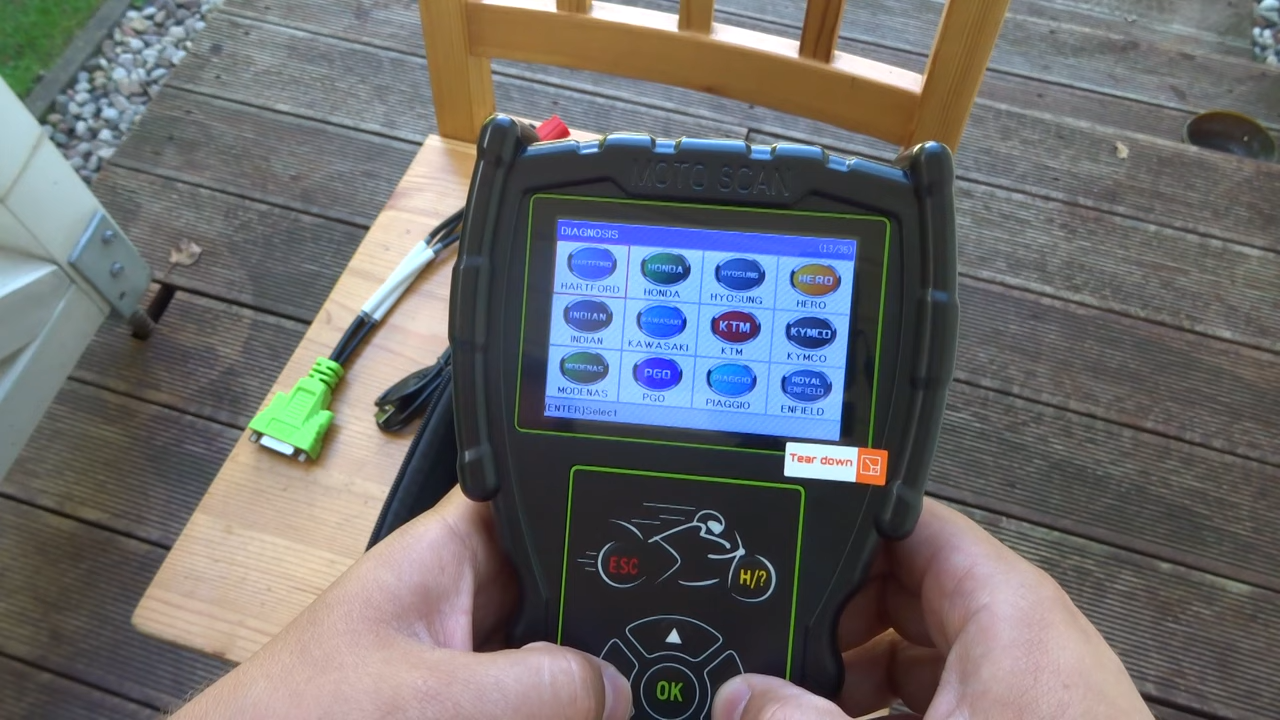 MOTO SCAN
DIAGNOSIS (13/35)
HARTFORD HONDA HYOSUNG HERO
HARTFORD HONDA HYOSUNG HERO
INDIAN KAWASAKI KTM KYMCO
INDIAN KAWASAKI KTM KYMCO
MODENAS PGO PIAGGIO ROYAL ENFIELD
MODENAS PGO PIAGGIO ENFIELD
[ENTER]Select
Tear down
ESC H/?
OK